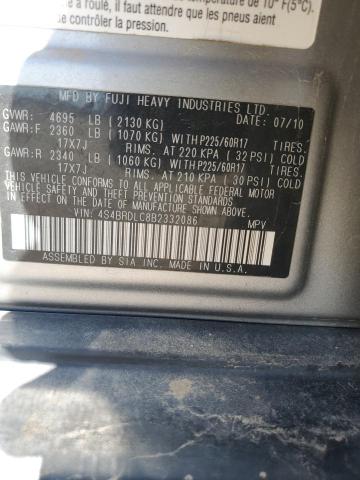 température de 10° F(5°C).
e a roulé, il faut attendre que les pneus aient
la pression.
MFD. BY FUJI HEAVY INDUSTRIES LTD.
GVWR: 4695 LB (2130 KG) DATE: 07/10
GAWR:F 2360 LB (1070 KG) WITH P225/60R17 TIRES.
17X7J RIMS. AT 220 KPA ( 32 PSI) COLD
GAWR:R 2340 LB (1060 KG) WITH P225/60R17 TIRES.
17X7J RIMS. AT 210 KPA ( 30 PSI) COLD
THIS VEHICLE CONFORMS TO ALL APPLICABLE FEDERAL MOTOR
VEHICLE SAFETY AND THEFT PREVENTION STANDARDS IN EFFECT
ON THE DATE OF MANUFACTURE SHOWN ABOVE.
VIN: 4S4BRDLC8B2332086 MPV
ASSEMBLED BY SIA INC. MADE IN U.S.A.